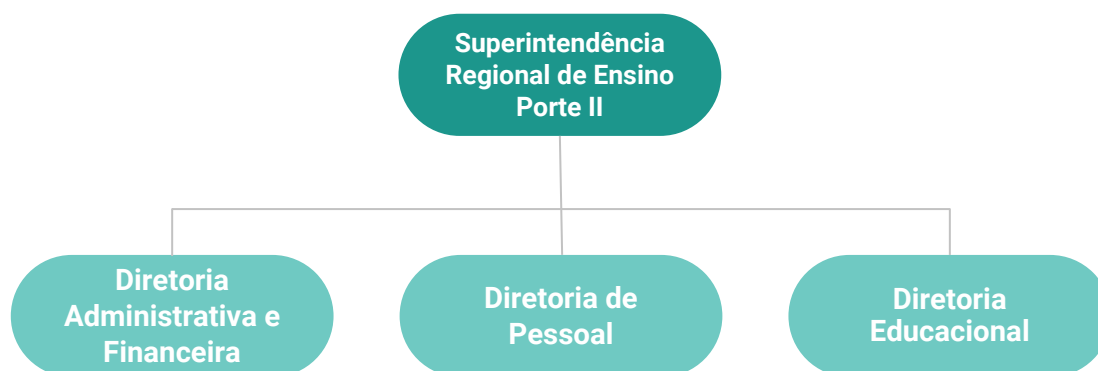 Superintendência
Regional de Ensino
Porte II
Diretoria
Administrativa e
Financeira
Diretoria de
Pessoal
Diretoria
Educacional